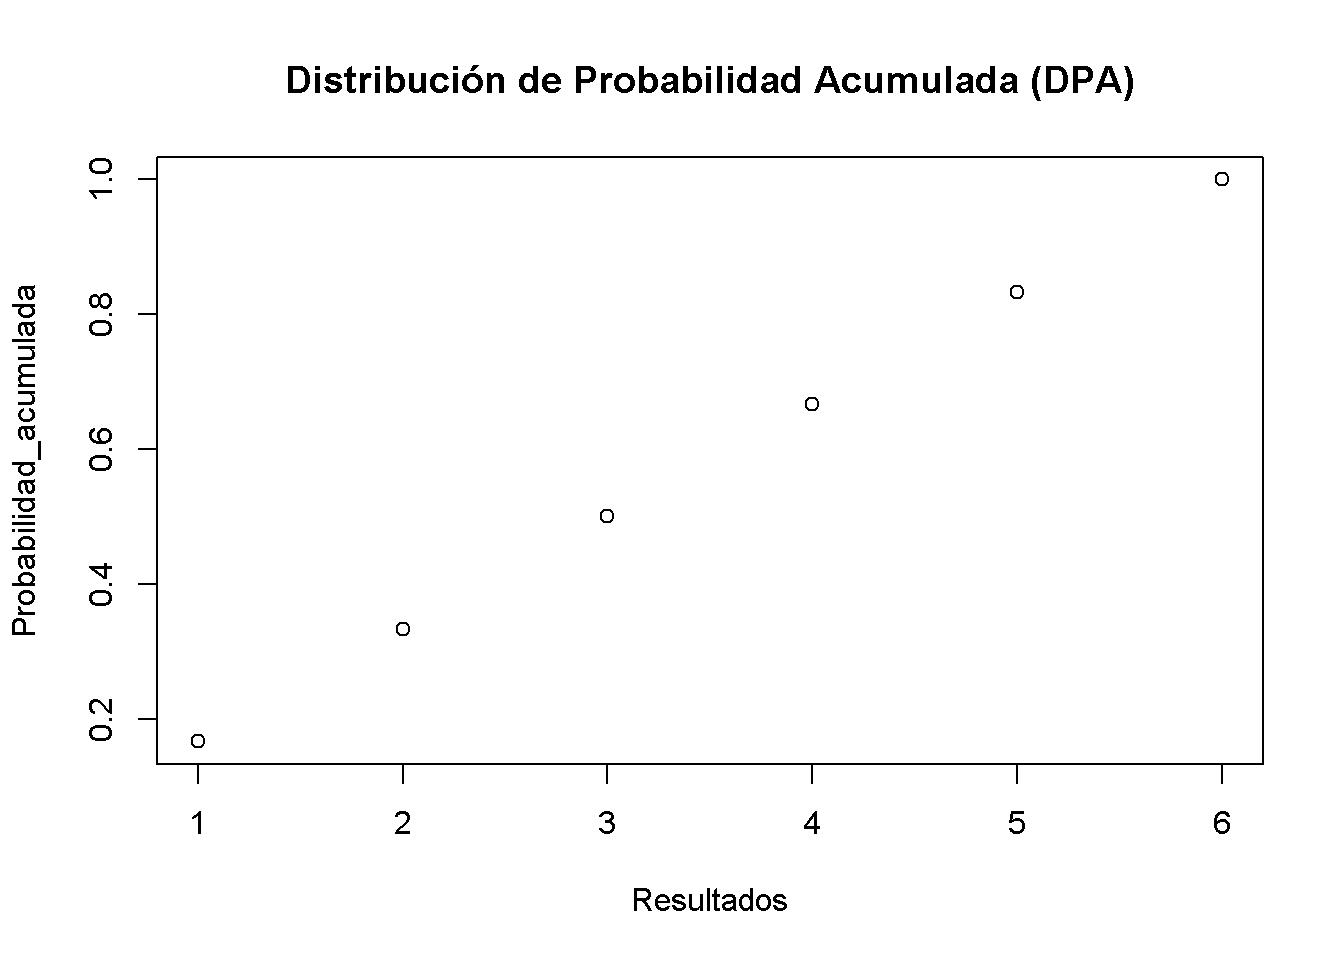 Distribución de Probabilidad Acumulada (DPA)
Probabilidad_acumulada
1.0
0.8
0.6
0.4
0.2
1 2 3 4 5 6
Resultados